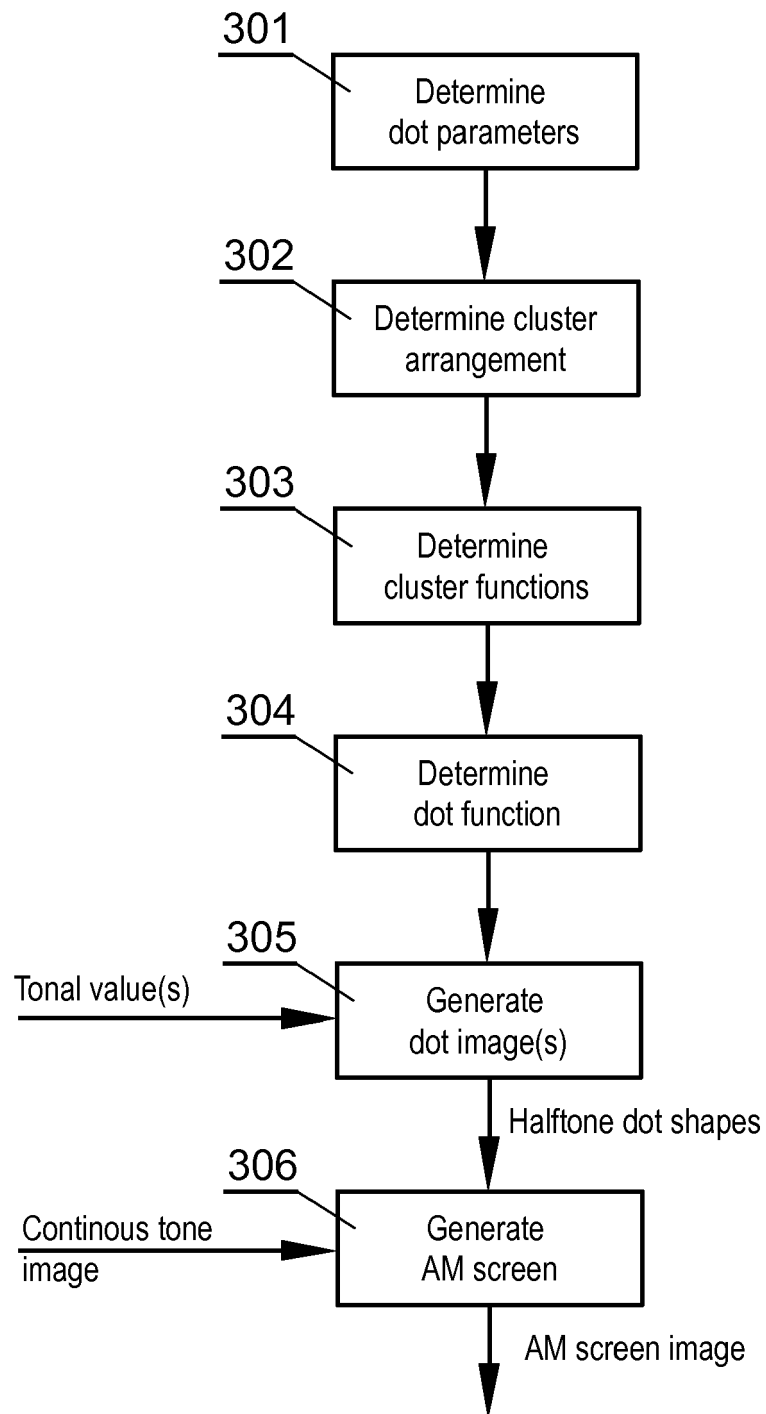 301
Determine
dot parameters
302
Determine cluster
arrangement
303
Determine
cluster functions
304
Determine
dot function
305
Tonal value(s)
Generate
dot image(s)
Halftone dot shapes
306
Continous tone
image
Generate
AM screen
AM screen image